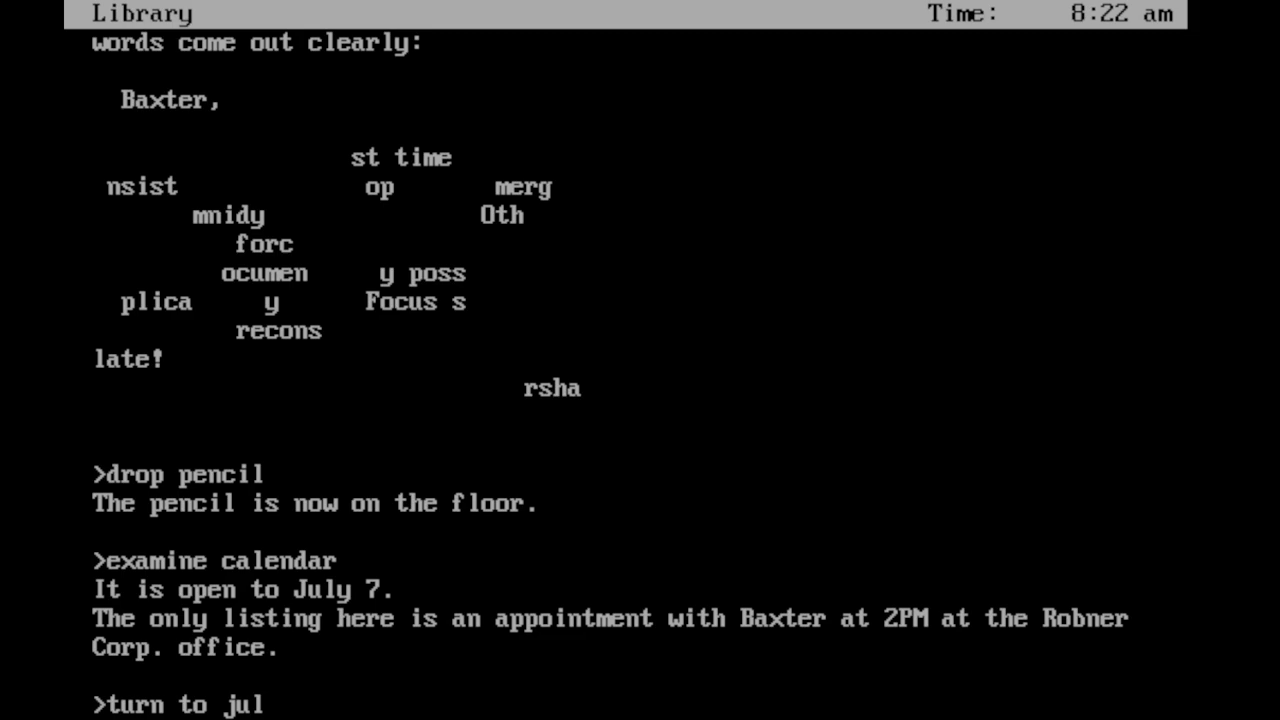 Library Time: 8:22 am
words come out clearly:
Baxter,
st time
nsist op merg
mnidy Oth
forc
ocumen y poss
plica y Focus s
recons
late!
rsha
>drop pencil
The pencil is now on the floor.
>examine calendar
It is open to July 7.
The only listing here is an appointment with Baxter at 2PM at the Robner
Corp. office.
>turn to jul